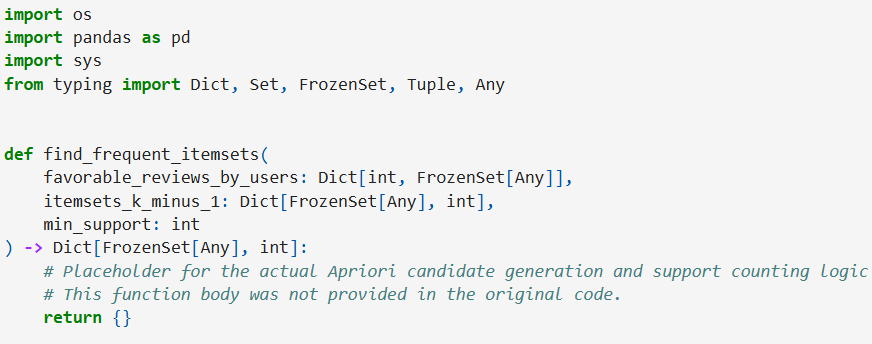 import os
import pandas as pd
import sys
from typing import Dict, Set, FrozenSet, Tuple, Any
def find_frequent_itemsets(
    favorable_reviews_by_users: Dict[int, FrozenSet[Any]],
    itemsets_k_minus_1: Dict[FrozenSet[Any], int],
    min_support: int
) -> Dict[FrozenSet[Any], int]:
    # Placeholder for the actual Apriori candidate generation and support counting logic
    # This function body was not provided in the original code.
    return {}